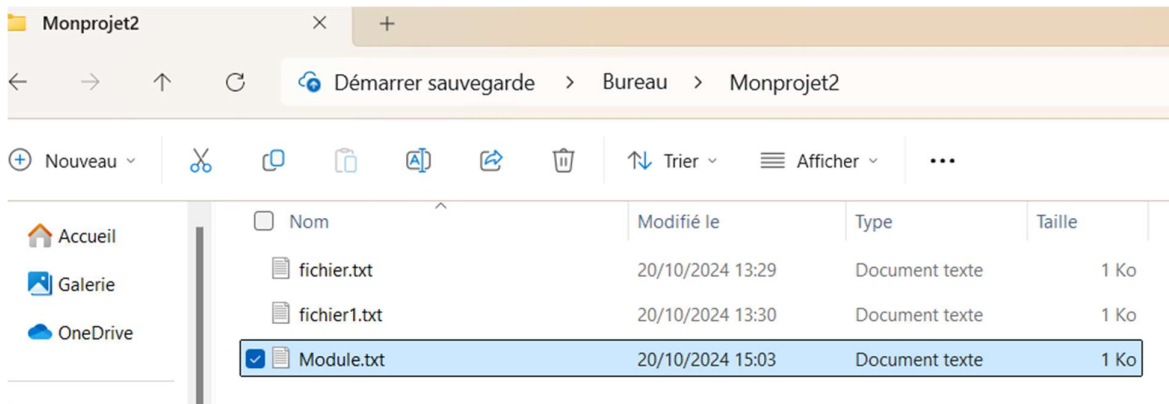 Monprojet2
Démarrer sauvegarde > Bureau > Monprojet2
Nouveau Trier Afficher
Nom Modifié le Type Taille
Accueil
Galerie
OneDrive
fichier.txt 20/10/2024 13:29 Document texte 1 Ko
fichier1.txt 20/10/2024 13:30 Document texte 1 Ko
Module.txt 20/10/2024 15:03 Document texte 1 Ko